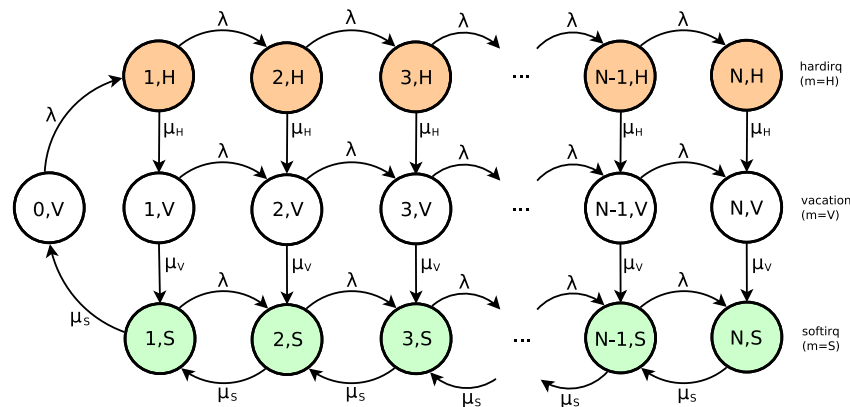 λ λ λ λ λ
1,H 2,H 3,H ... N-1,H N,H hardirq
(m=H)
λ μH μH μH μH μH
λ λ λ λ λ
0,V 1,V 2,V 3,V ... N-1,V N,V vacation
(m=V)
μV μV μV μV μV
λ λ λ λ λ
μS 1,S 2,S 3,S ... N-1,S N,S softirq
(m=S)
μS μS μS μS μS